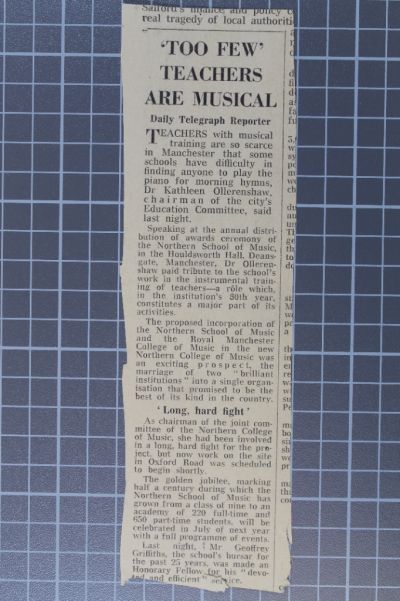 Salford's finance and policy c
real tragedy of local authoriti
'TOO FEW'
TEACHERS
ARE MUSICAL
Daily Telegraph Reporter
TEACHERS with musical
training are so scarce
in Manchester that some
schools have difficulty in
finding anyone to play the
piano for morning hymns,
Dr Kathleen Ollerenshaw,
chairman of the city's
Education Committee, said
last night.
Speaking at the annual distri-
bution of awards ceremony of
the Northern School of Music,
in the Houldsworth Hall, Deans-
gate, Manchester, Dr Olleren-
shaw paid tribute to the school's
work in the instrumental train-
ing of teachers—a rôle which,
in the institution's 50th year,
constitutes a major part of its
activities.
The proposed incorporation of
the Northern School of Music
and the Royal Manchester
College of Music in the new
Northern College of Music was
an exciting prospect, the
marriage of two "brilliant
institutions" into a single organ-
isation that promised to be the
best of its kind in the country.
'Long, hard fight'
As chairman of the joint com-
mittee of the Northern College
of Music, she had been involved
in a long, hard fight for the pro-
ject, but now work on the site
in Oxford Road was scheduled
to begin shortly.
The golden jubilee, marking
half a century during which the
Northern School of Music has
grown from a class of nine to an
academy of 220 full-time and
650 part-time students, will be
celebrated in July of next year
with a full programme of events.
Last night, Mr Geoffrey
Griffiths, the school's bursar for
the past 25 years, was made an
Honorary Fellow for his "devo-
ted and efficient" service.